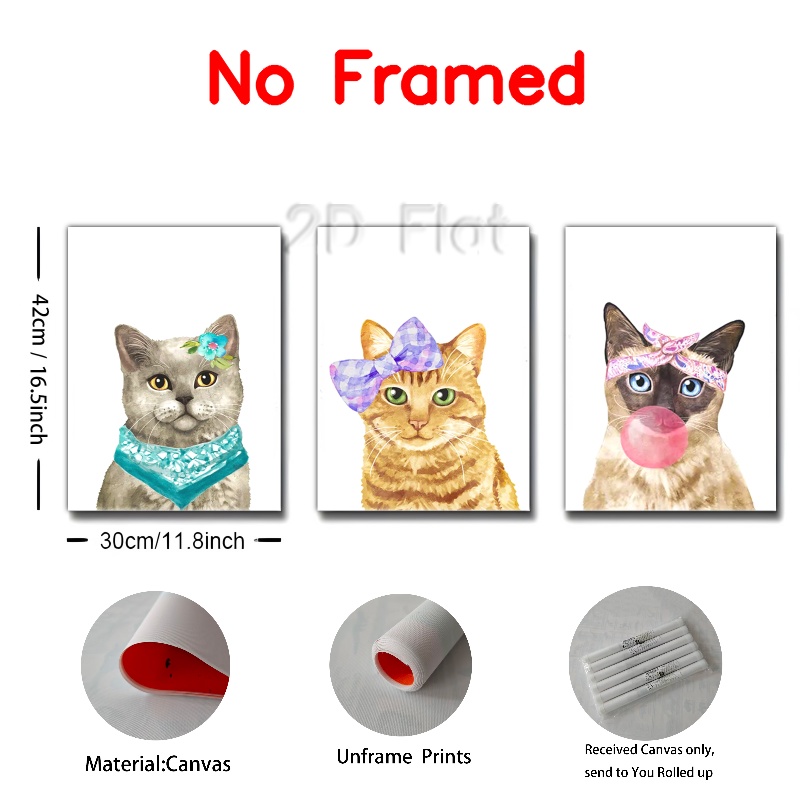 No Framed
2D Flat
42cm / 16.5inch
30cm/11.8inch
Material:Canvas
Unframe Prints
Received Canvas only,
send to You Rolled up